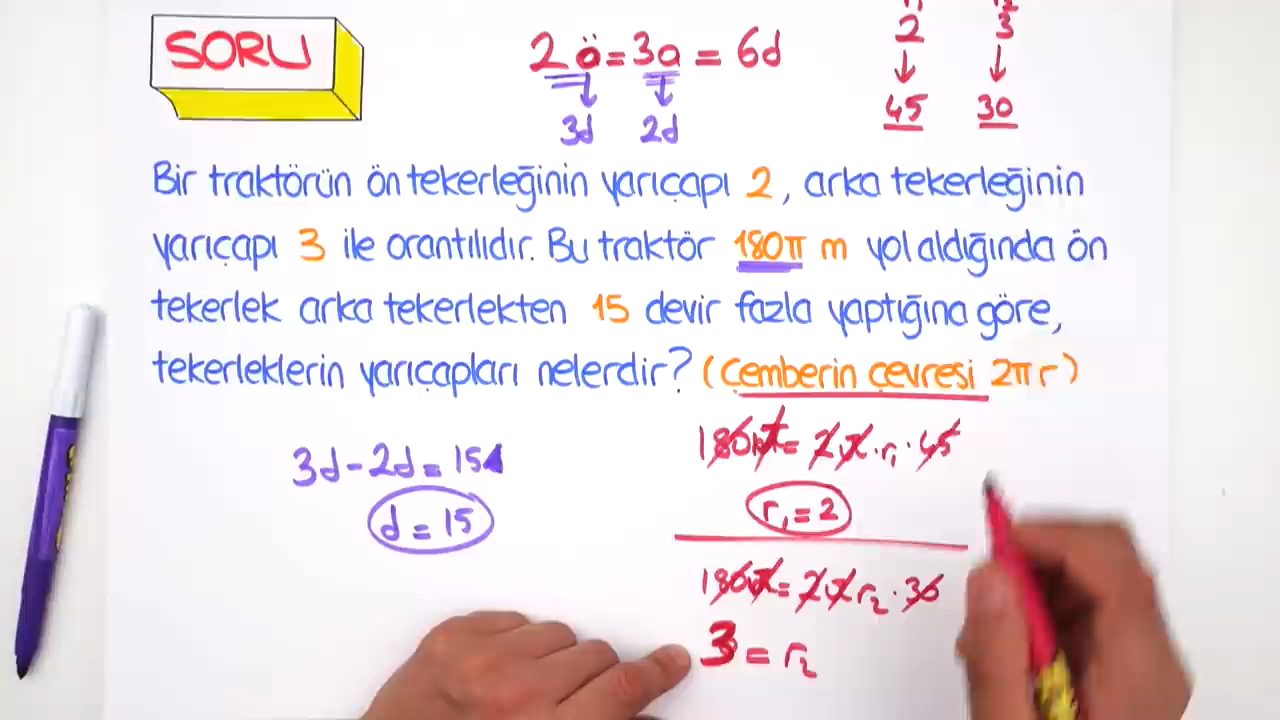 SORU
2ö = 3a = 6d
3d 2d
2 3
45 30
Bir traktörün ön tekerleğinin yarıçapı 2, arka tekerleğinin
yarıçapı 3 ile orantılıdır. Bu traktör 180π m yol aldığında ön
tekerlek arka tekerlekten 15 devir fazla yaptığına göre,
tekerleklerin yarıçapları nelerdir? (Çemberin çevresi 2πr)
3d - 2d = 15
d = 15
180π = 2.π.r₁.45
r₁ = 2
180π = 2.π r₂.30
3 = r₂